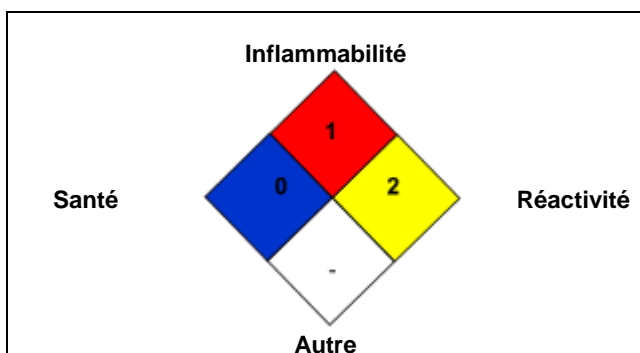 Inflammabilité
1
Santé
0
2
Réactivité
-
Autre